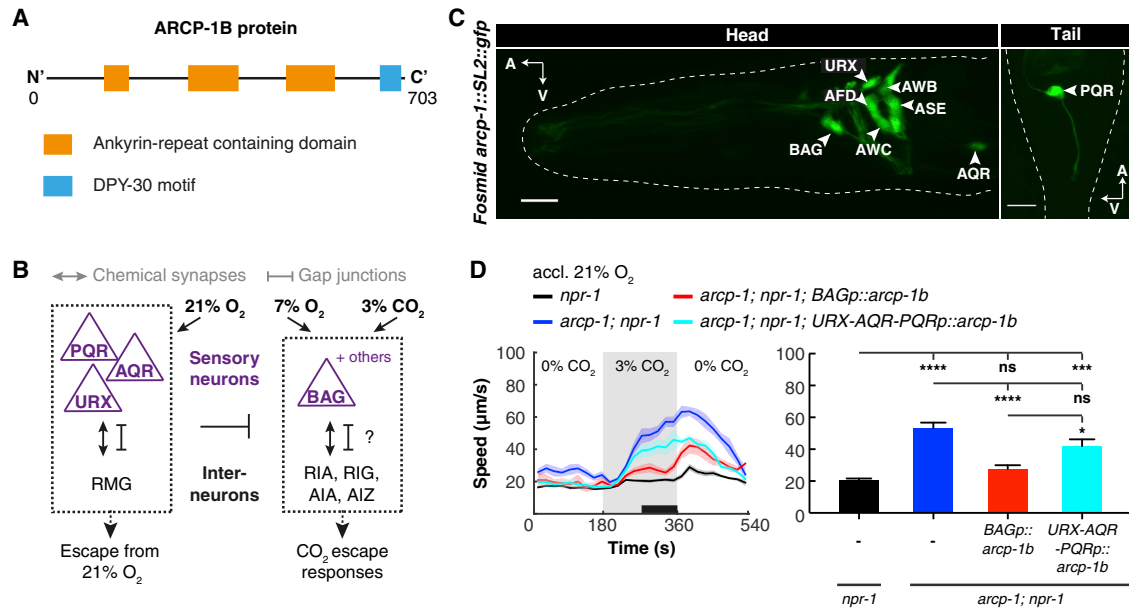 A
ARCP-1B protein
N' C'
0 703
Ankyrin-repeat containing domain
DPY-30 motif
B
Chemical synapses Gap junctions
21% O2 7% O2 3% CO2
PQR
AQR
URX
Sensory neurons
+ others
BAG
?
RMG
Inter-neurons
RIA, RIG, AIA, AIZ
Escape from 21% O2
CO2 escape responses
C
Fosmid arcp-1::SL2::gfp
Head Tail
A
V
URX
AFD
AWB
ASE
BAG
AWC
AQR
PQR
A
V
D
accl. 21% O2
npr-1
arcp-1; npr-1; BAGp::arcp-1b
arcp-1; npr-1
arcp-1; npr-1; URX-AQR-PQRp::arcp-1b
Speed (µm/s)
100
80
60
40
20
0
0% CO2 3% CO2 0% CO2
0 180 360 540
Time (s)
100
80
60
40
20
0
**** ns ***
**** ns
*
- - BAGp::arcp-1b URX-AQR-PQRp::arcp-1b
npr-1 arcp-1; npr-1